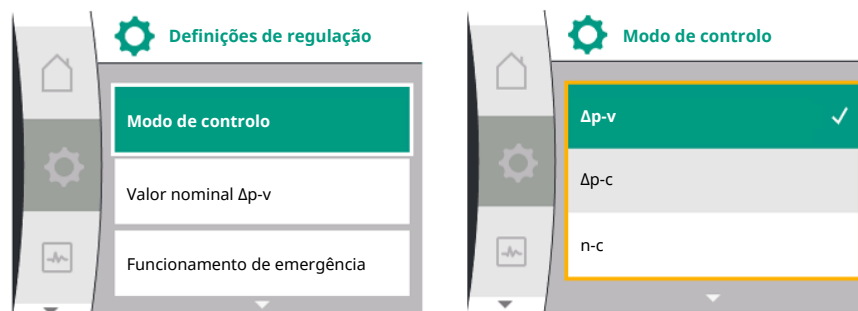 Definições de regulação
Modo de controlo
Valor nominal Δp-v
Funcionamento de emergência
Modo de controlo
Δp-v
Δp-c
n-c